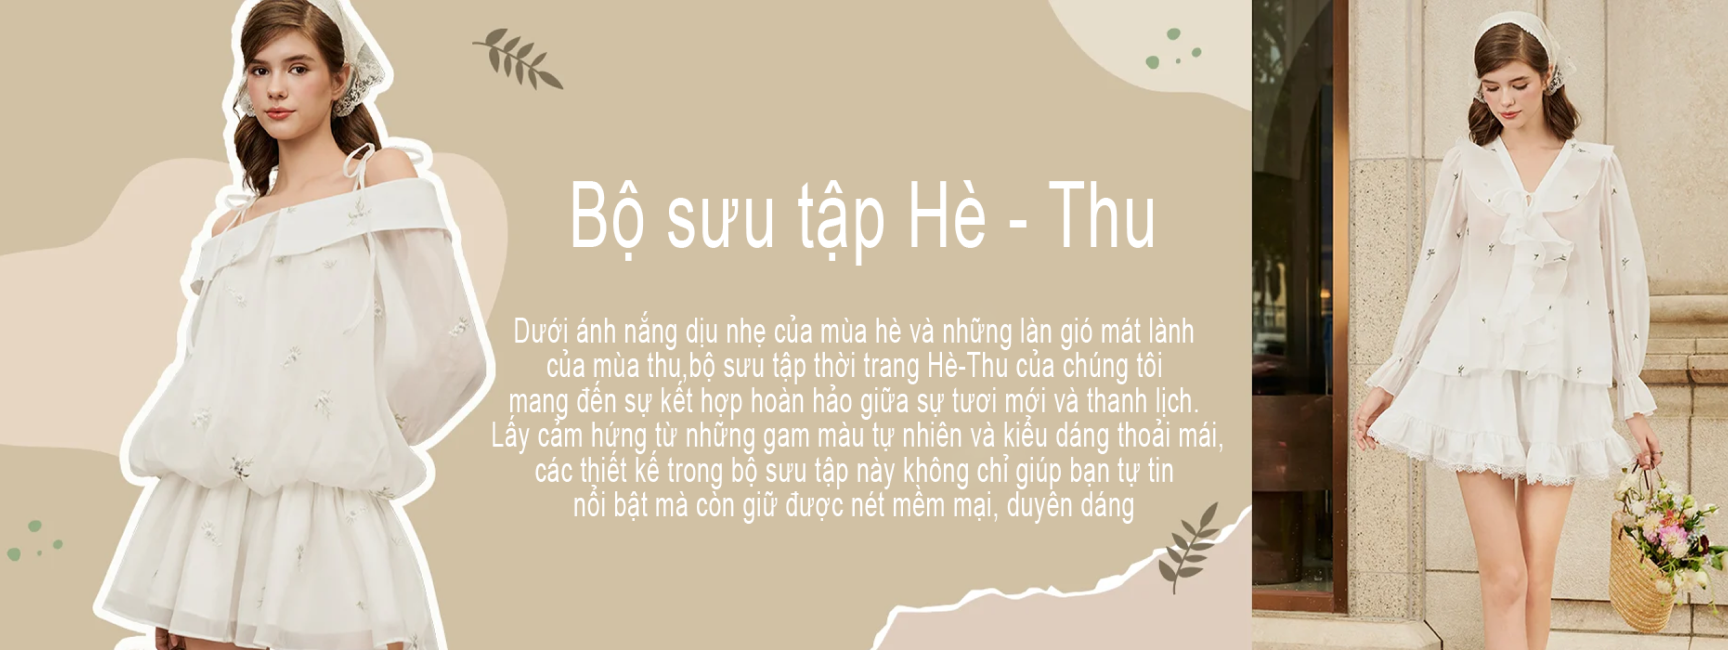 Bộ sưu tập Hè - Thu
Dưới ánh nắng dịu nhẹ của mùa hè và những làn gió mát lành
của mùa thu,bộ sưu tập thời trang Hè-Thu của chúng tôi
mang đến sự kết hợp hoàn hảo giữa sự tươi mới và thanh lịch.
Lấy cảm hứng từ những gam màu tự nhiên và kiểu dáng thoải mái,
các thiết kế trong bộ sưu tập này không chỉ giúp bạn tự tin
nổi bật mà còn giữ được nét mềm mại, duyên dáng